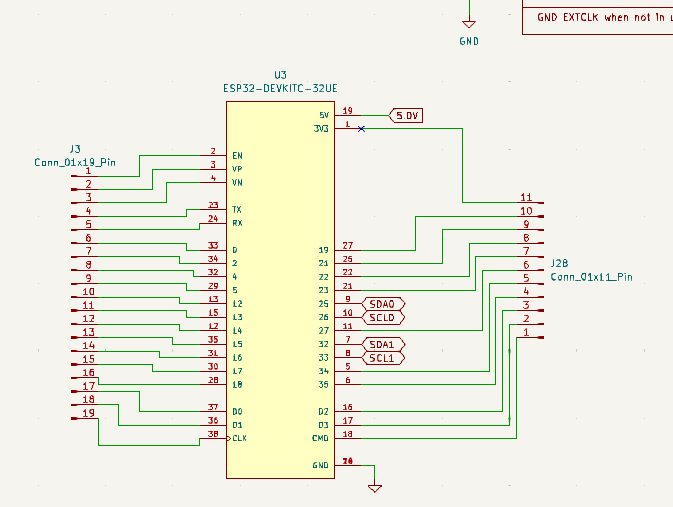 GND EXTCLK when not in u
GND
U3
ESP32-DEVKITC-32UE
J3
Conn_01x19_Pin
1
2
3
4
5
6
7
8
9
10
11
12
13
14
15
16
17
18
19
2 EN
3 VP
4 VN
23 TX
24 RX
33 0
34 2
32 4
29 5
13 12
15 13
12 14
35 15
31 16
30 17
28 18
37 D0
36 D1
38 CLK
5V 19 5.0V
3V3 1
19 27
21 26
22 22
23 21
25 9 SDA0
26 10 SCL0
27 11
32 7 SDA1
33 8 SCL1
34 5
35 6
D2 16
D3 17
CMD 18
GND
11
10
9
8
7
6
5
4
3
2
1
J28
Conn_01x11_Pin